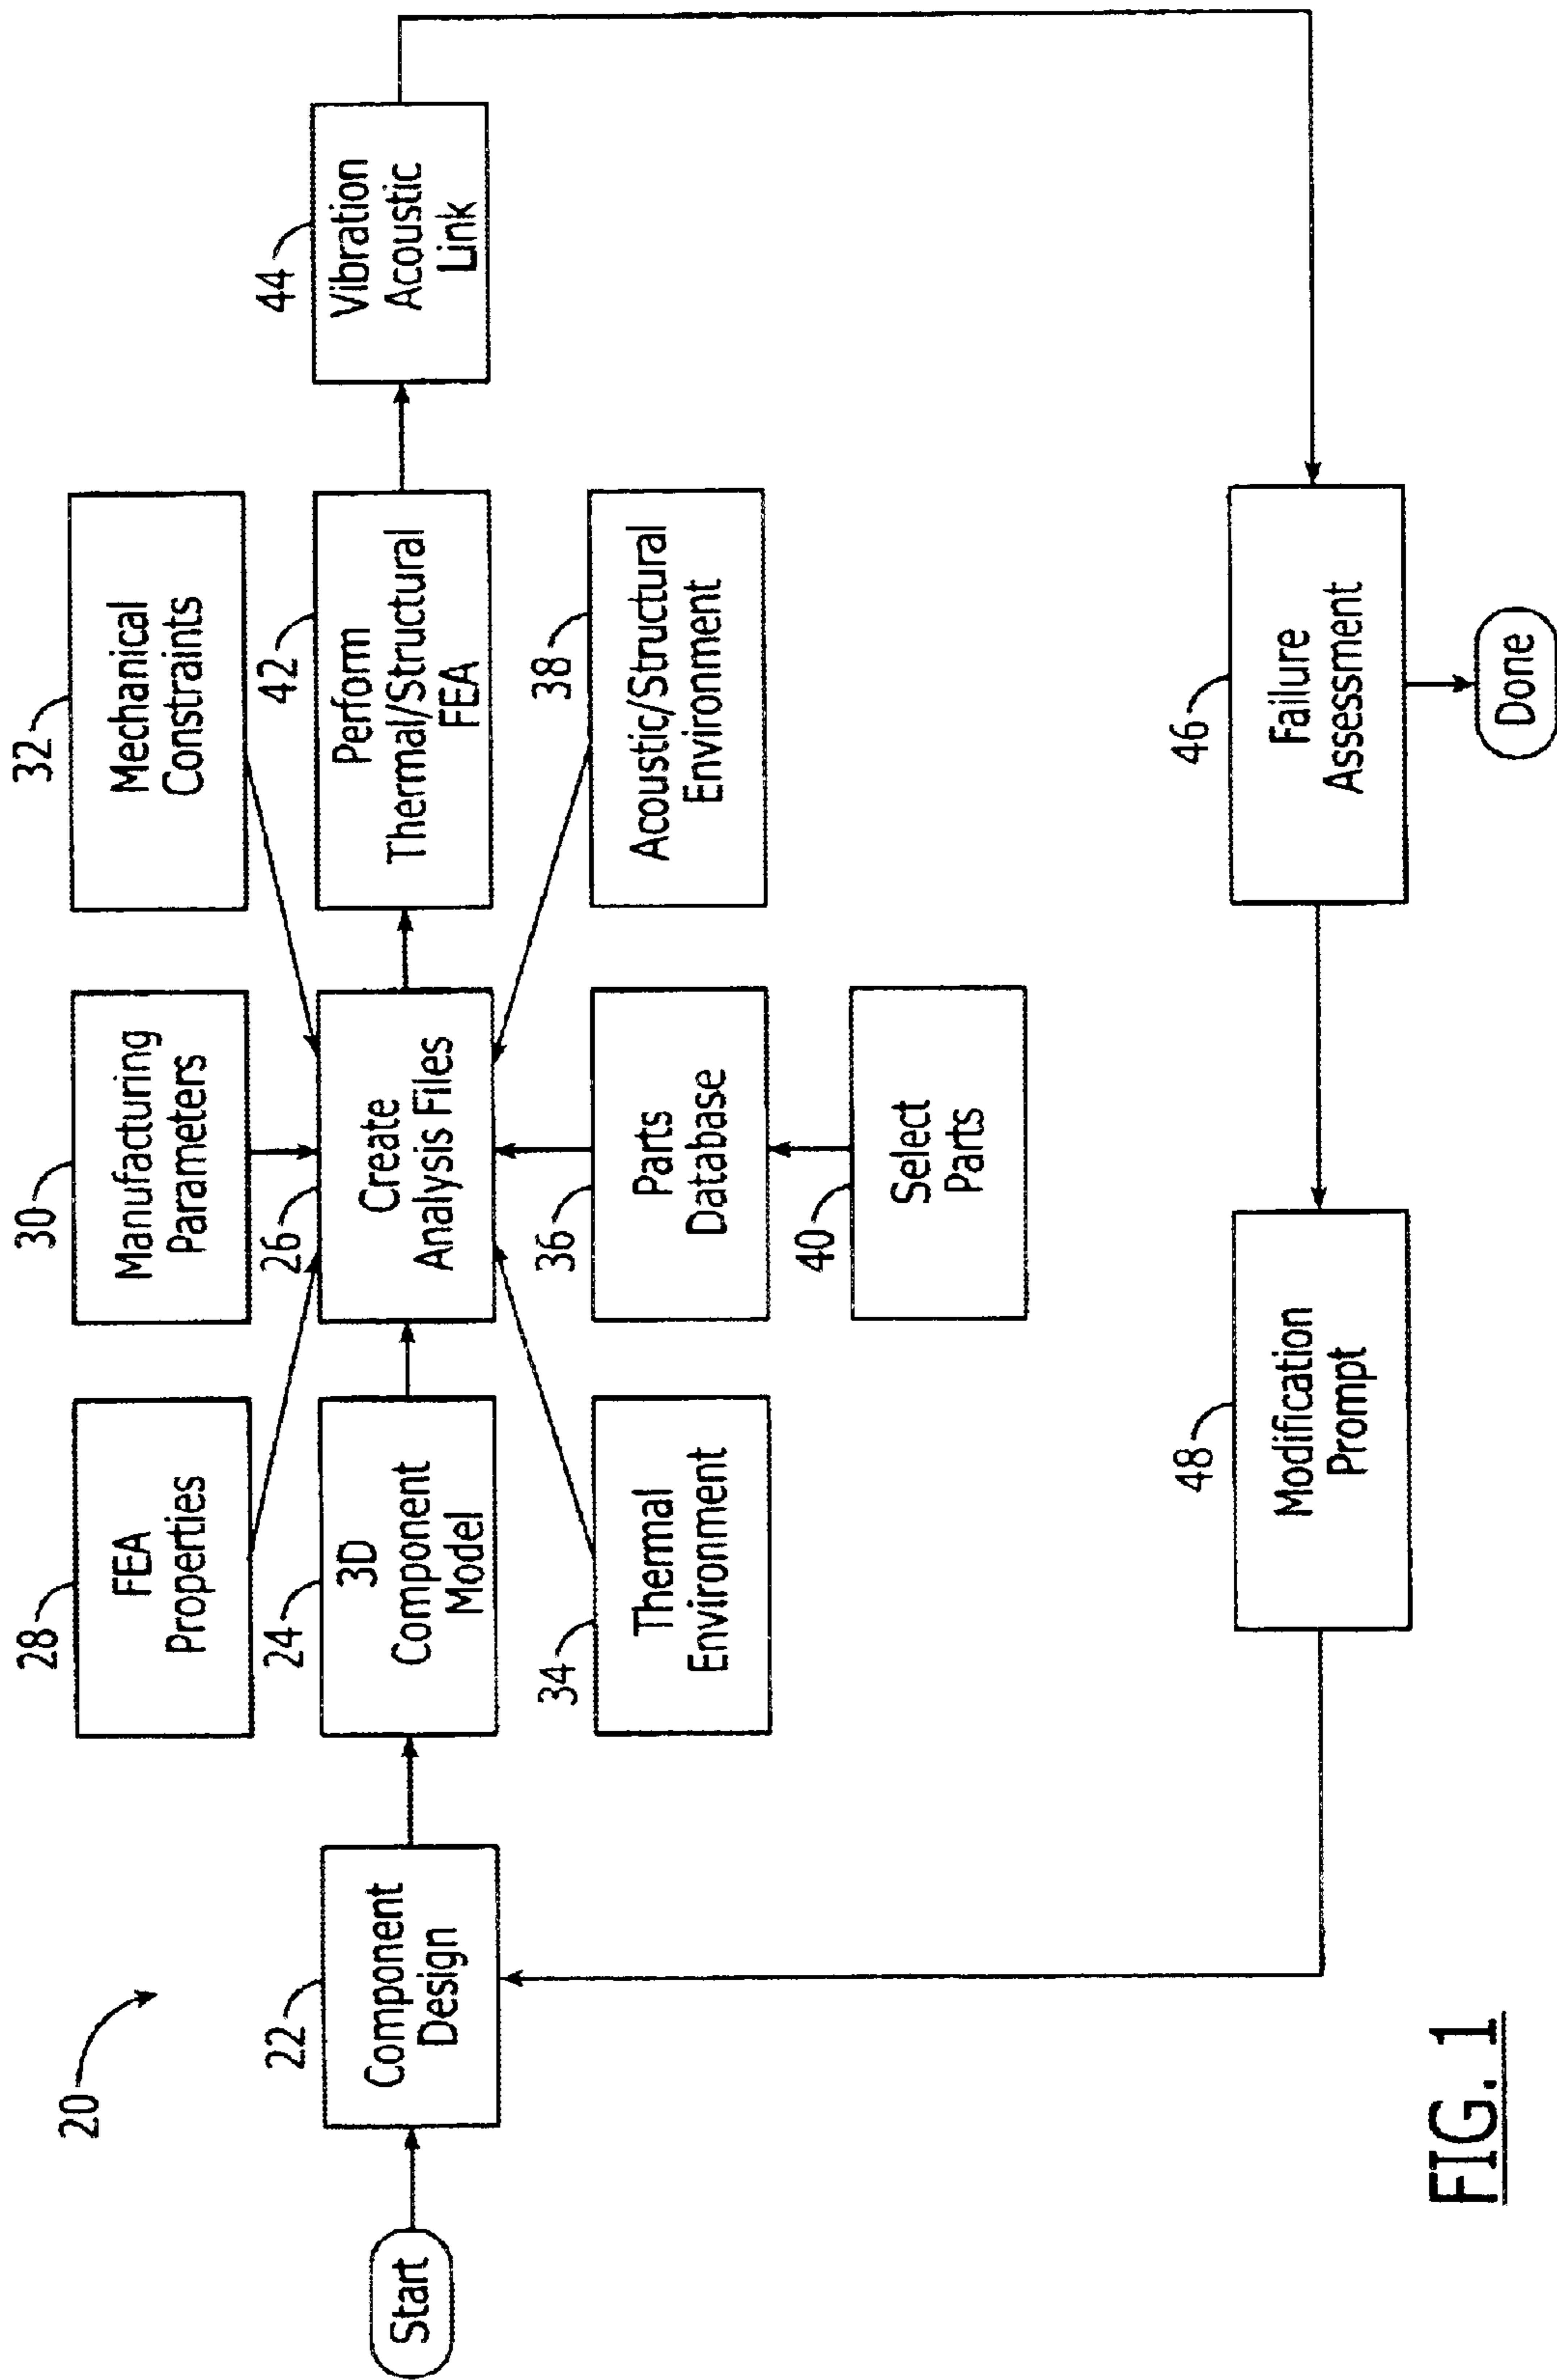 20
28
FEA
Properties
30
Manufacturing
Parameters
32
Mechanical
Constraints
Start
22
Component
Design
24
3D
Component
Model
26
Create
Analysis Files
42
Perform
Thermal/Structural
FEA
44
Vibration
Acoustic
Link
34
Thermal
Environment
36
Parts
Database
38
Acoustic/Structural
Environment
40
Select
Parts
48
Modification
Prompt
46
Failure
Assessment
Done
FIG. 1